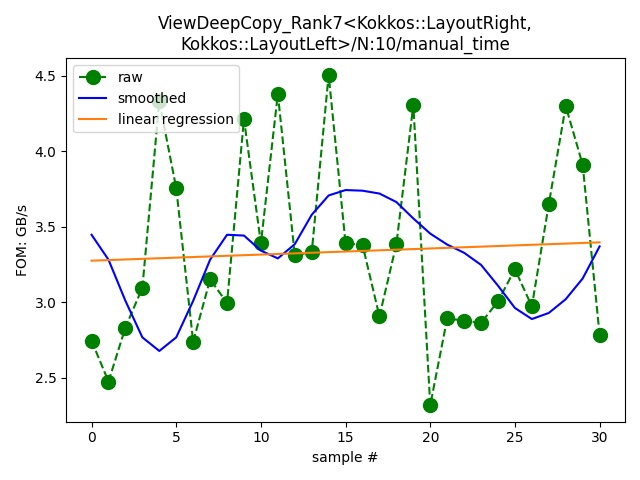 ViewDeepCopy_Rank7<Kokkos::LayoutRight,
Kokkos::LayoutLeft>/N:10/manual_time
raw
smoothed
linear regression
FOM: GB/s
4.5
4.0
3.5
3.0
2.5
0 5 10 15 20 25 30
sample #